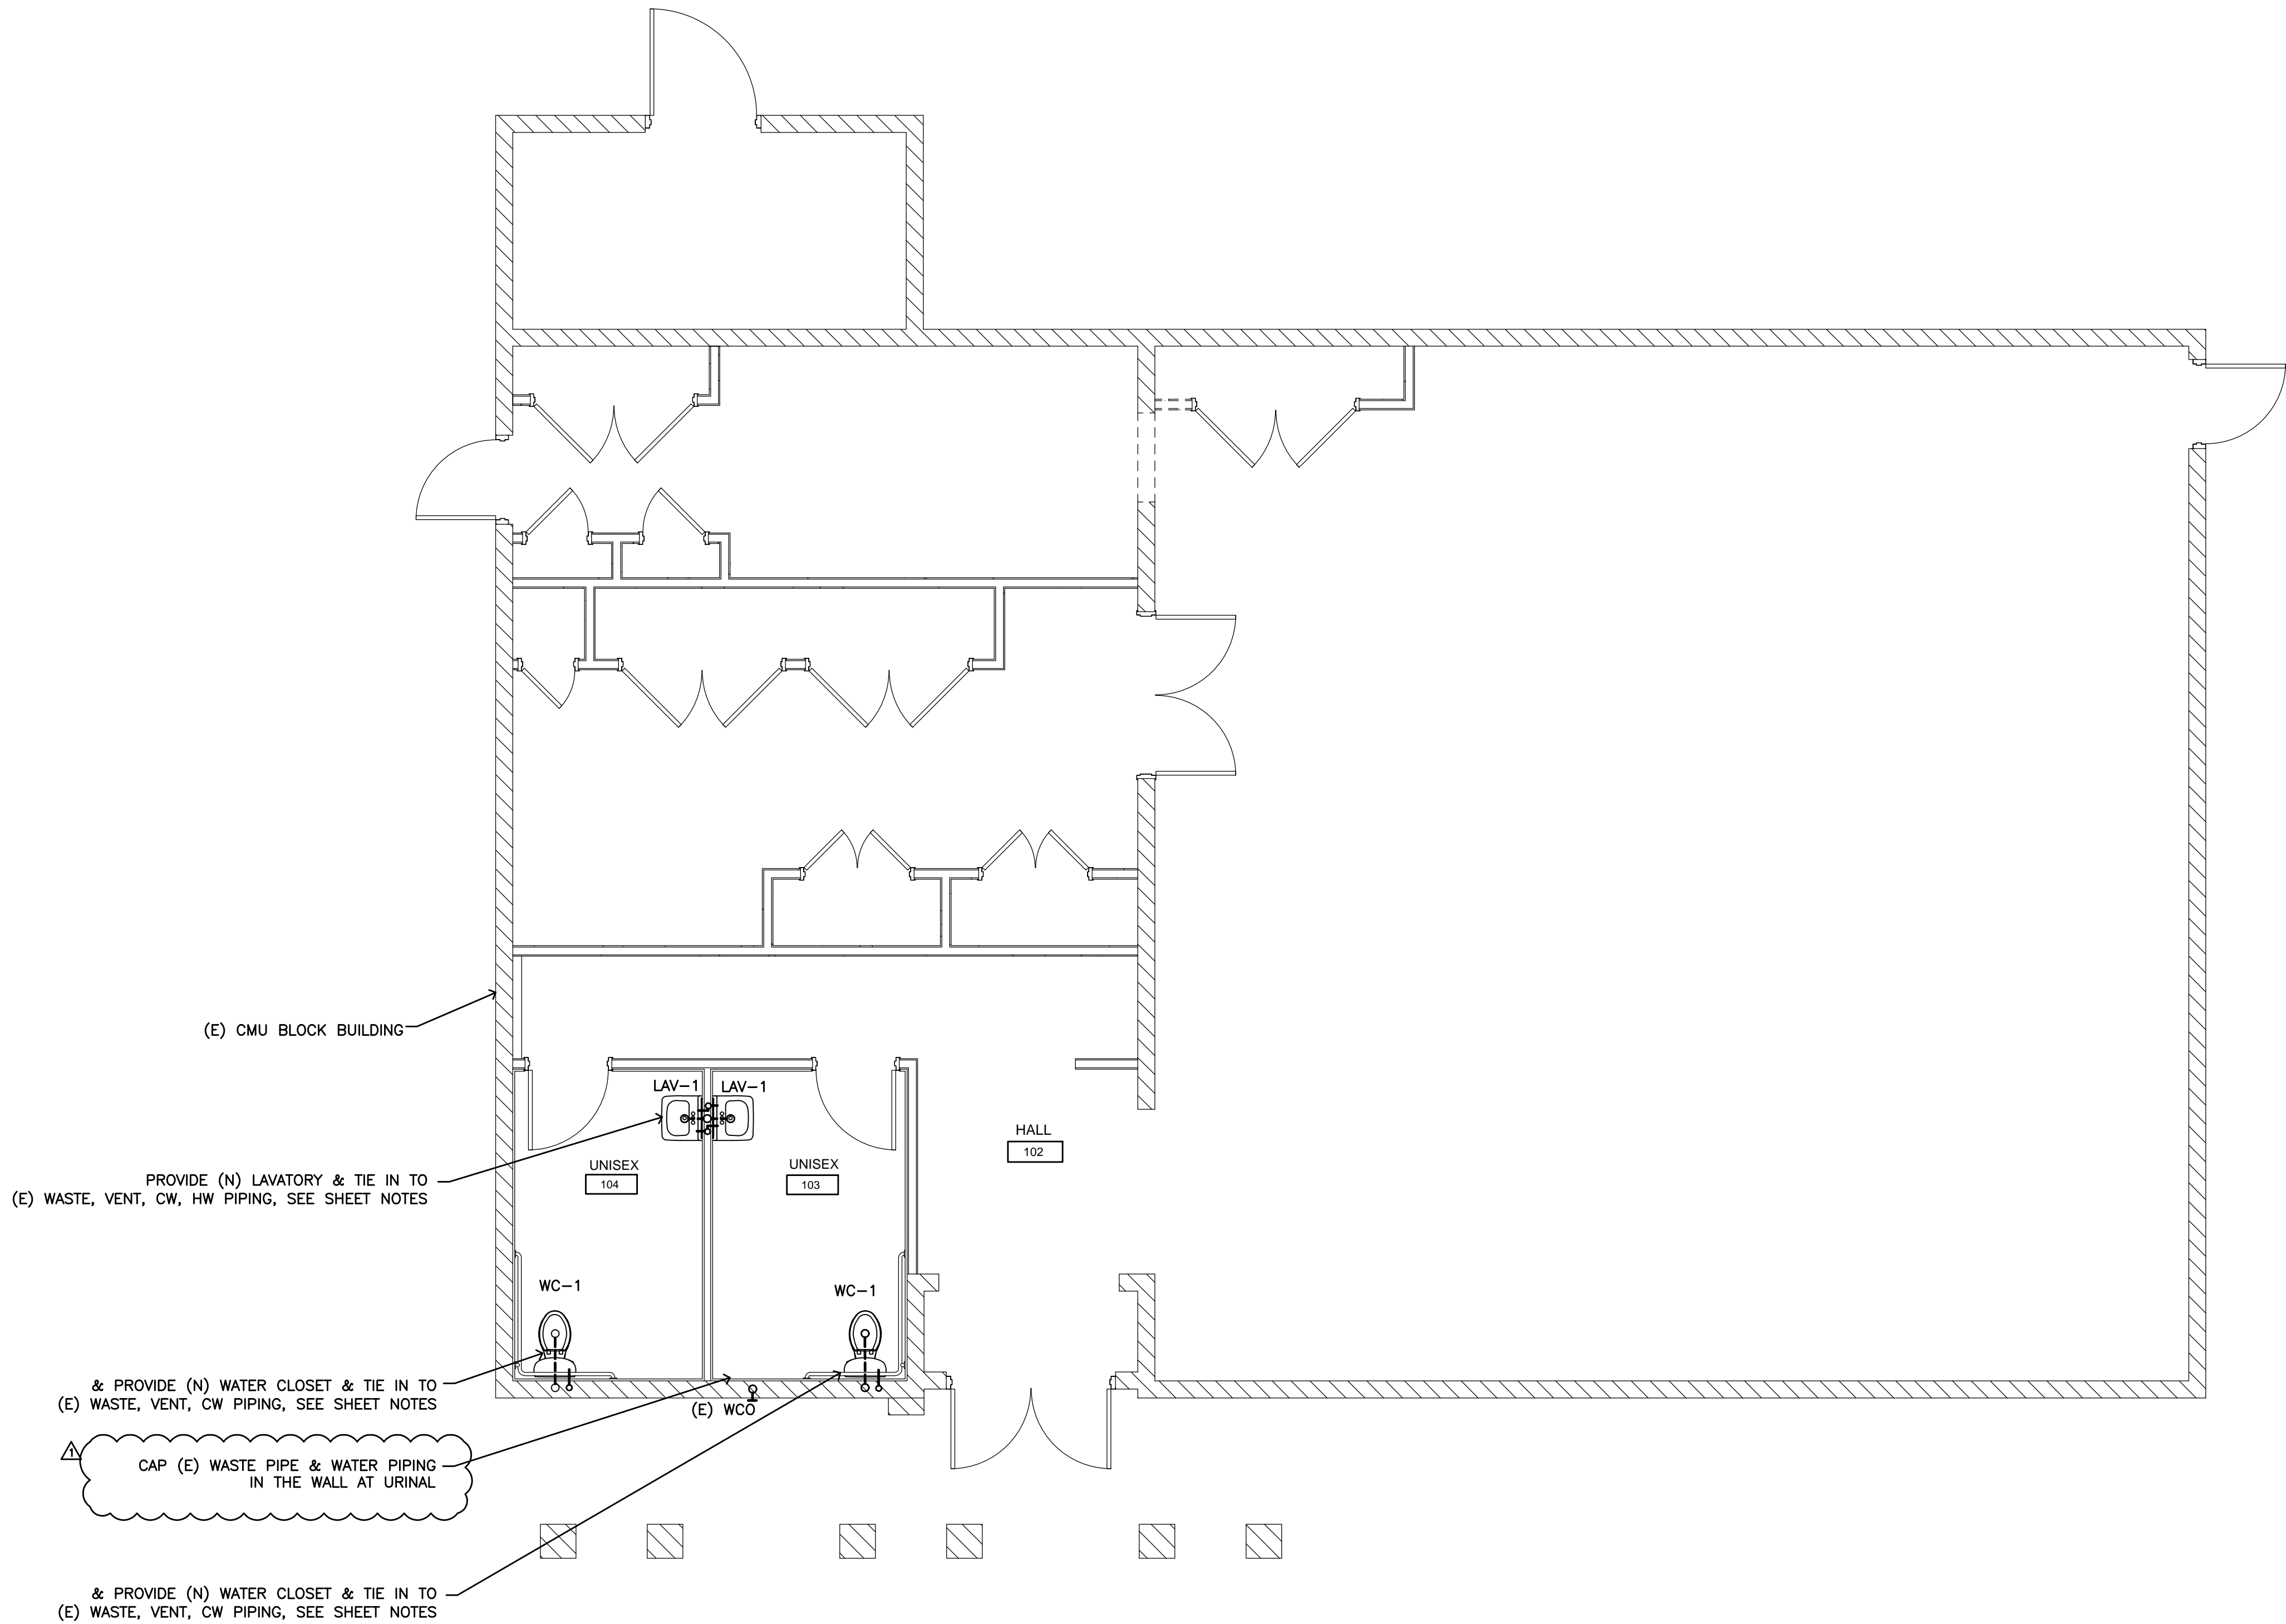 (E) CMU BLOCK BUILDING
LAV-1 LAV-1
HALL
102
UNISEX
104
UNISEX
103
PROVIDE (N) LAVATORY & TIE IN TO
(E) WASTE, VENT, CW, HW PIPING, SEE SHEET NOTES
WC-1
WC-1
& PROVIDE (N) WATER CLOSET & TIE IN TO
(E) WASTE, VENT, CW PIPING, SEE SHEET NOTES
(E) WCO
1
CAP (E) WASTE PIPE & WATER PIPING
IN THE WALL AT URINAL
& PROVIDE (N) WATER CLOSET & TIE IN TO
(E) WASTE, VENT, CW PIPING, SEE SHEET NOTES